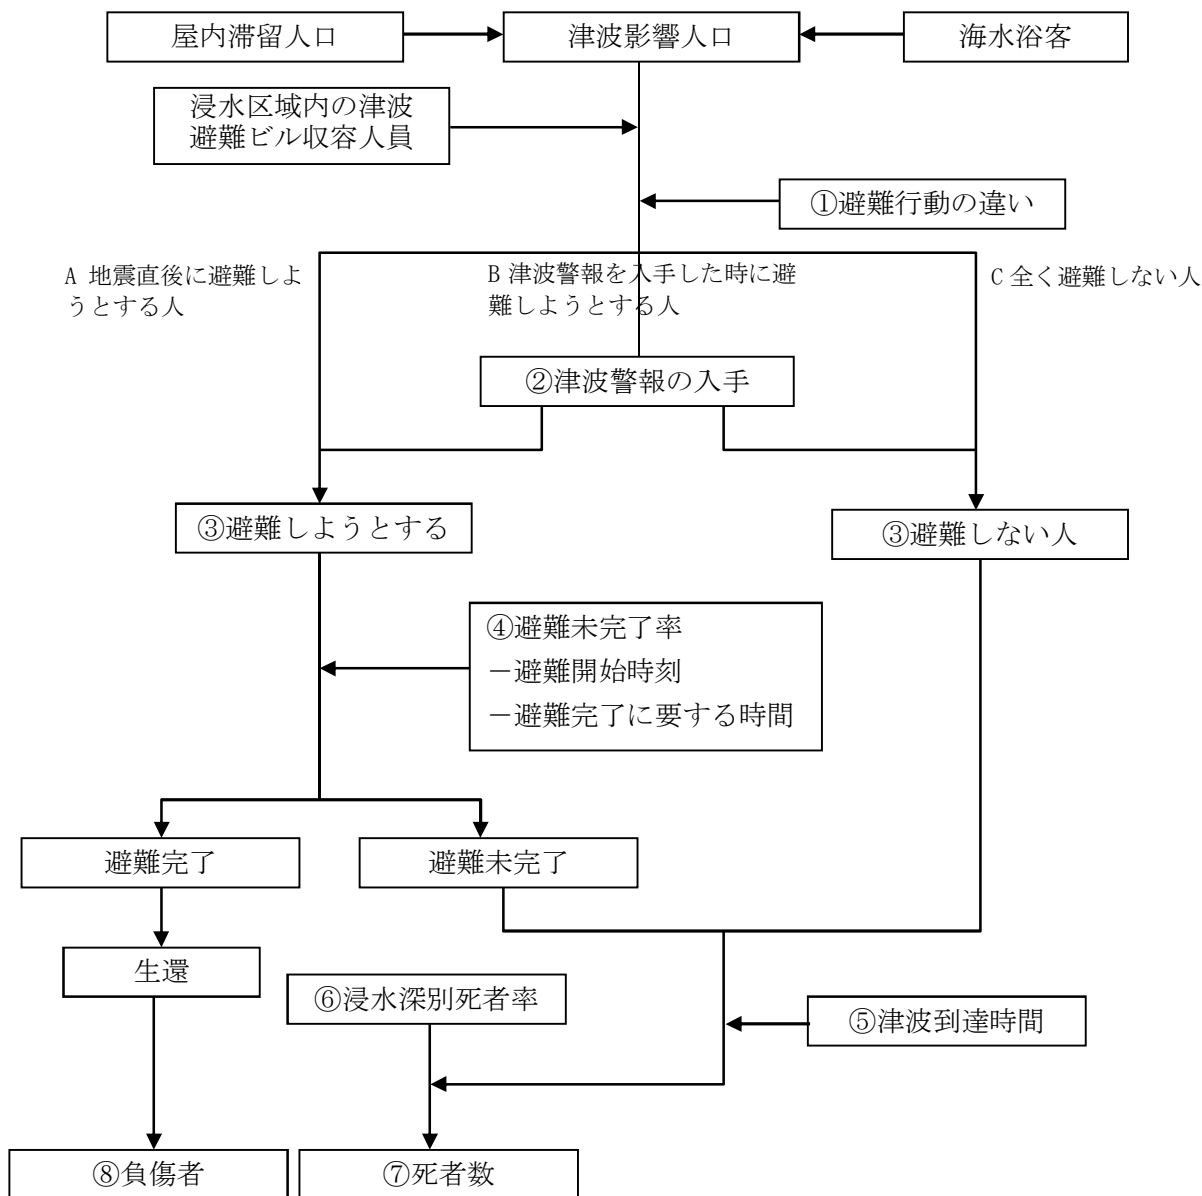 屋内滞留人口
津波影響人口
海水浴客
浸水区域内の津波
避難ビル収容人員
①避難行動の違い
A 地震直後に避難しよ
うとする人
B 津波警報を入手した時に避
難しようとする人
C 全く避難しない人
②津波警報の入手
③避難しようとする
③避難しない人
④避難未完了率
－避難開始時刻
－避難完了に要する時間
避難完了
避難未完了
生還
⑥浸水深別死者率
⑤津波到達時間
⑧負傷者
⑦死者数